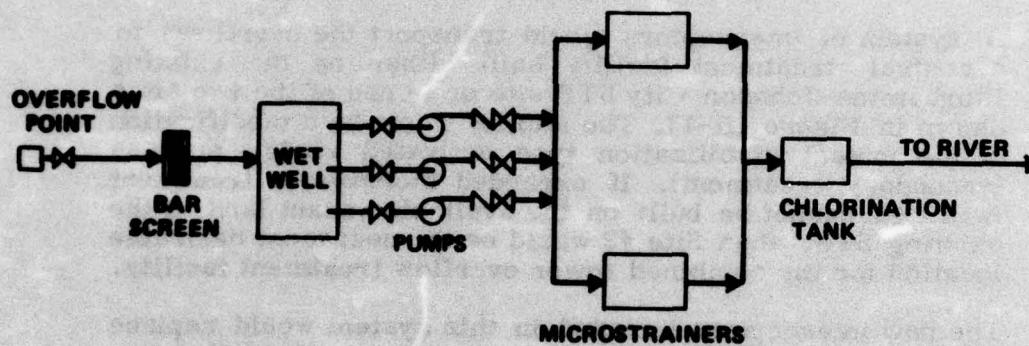 OVERFLOW
POINT
BAR
SCREEN
WET
WELL
PUMPS
MICROSTRAINERS
CHLORINATION
TANK
TO RIVER